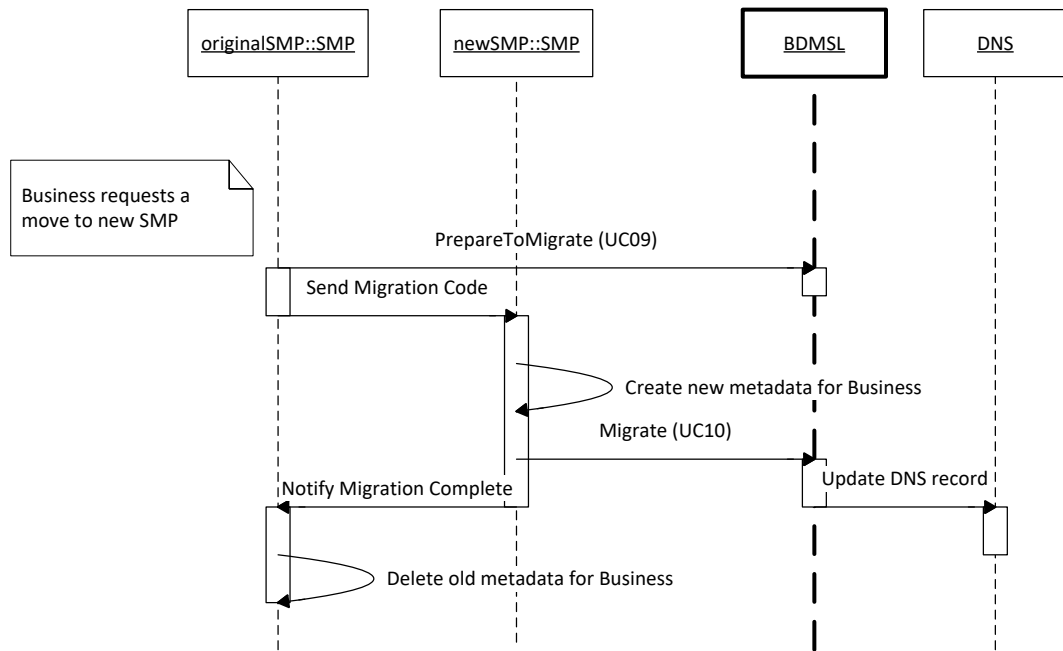 originalSMP::SMP
newSMP::SMP
BDMSL
DNS
Business requests a
move to new SMP
PrepareToMigrate (UC09)
Send Migration Code
Create new metadata for Business
Migrate (UC10)
Update DNS record
Notify Migration Complete
Delete old metadata for Business